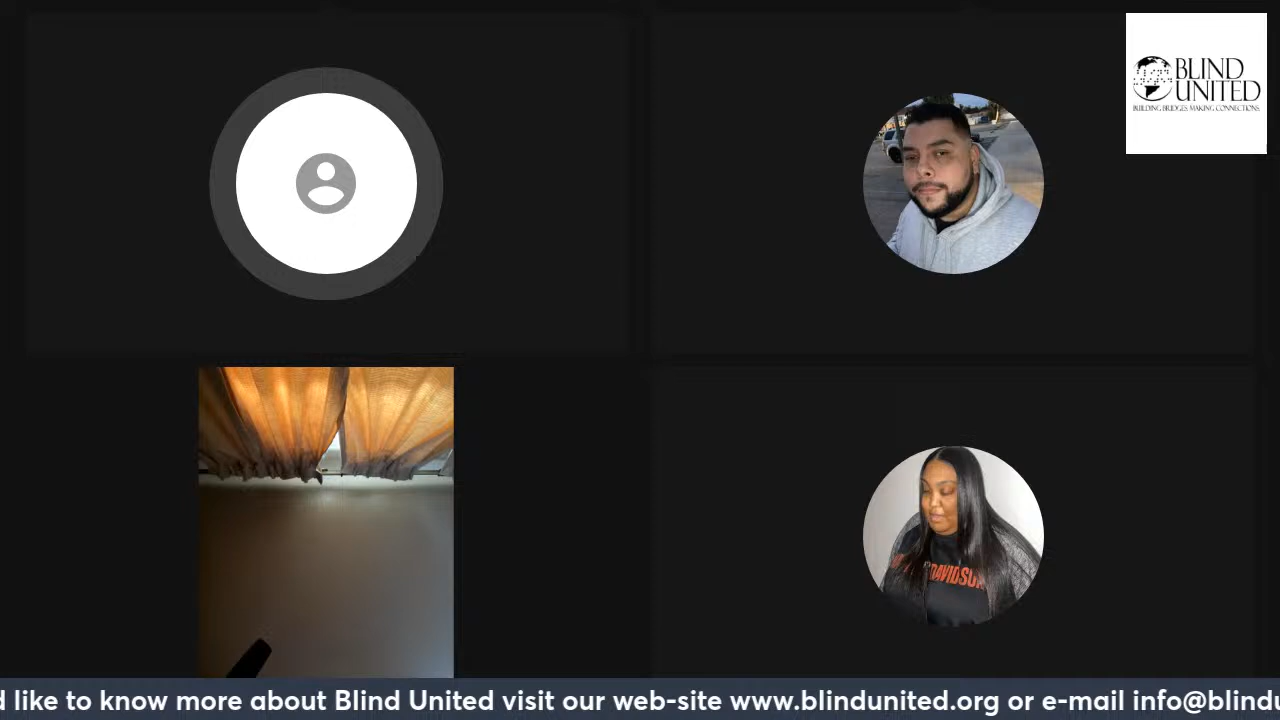 BLIND
UNITED
BUILDING BRIDGES. MAKING CONNECTIONS.
DAVIDSON
d like to know more about Blind United visit our web-site www.blindunited.org or e-mail info@blindu